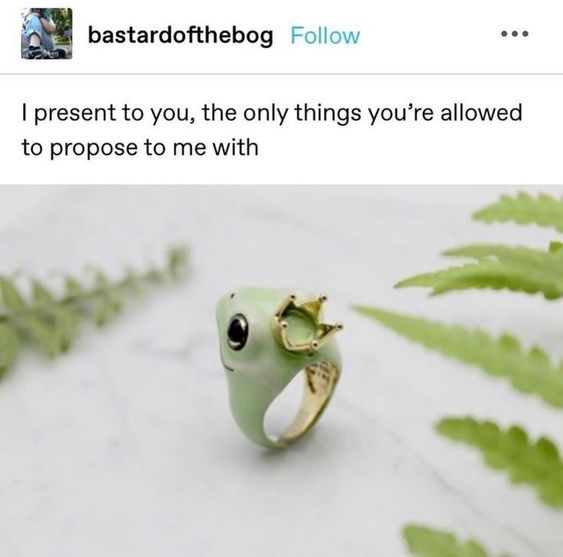 bastardofthebog Follow
I present to you, the only things you’re allowed
to propose to me with